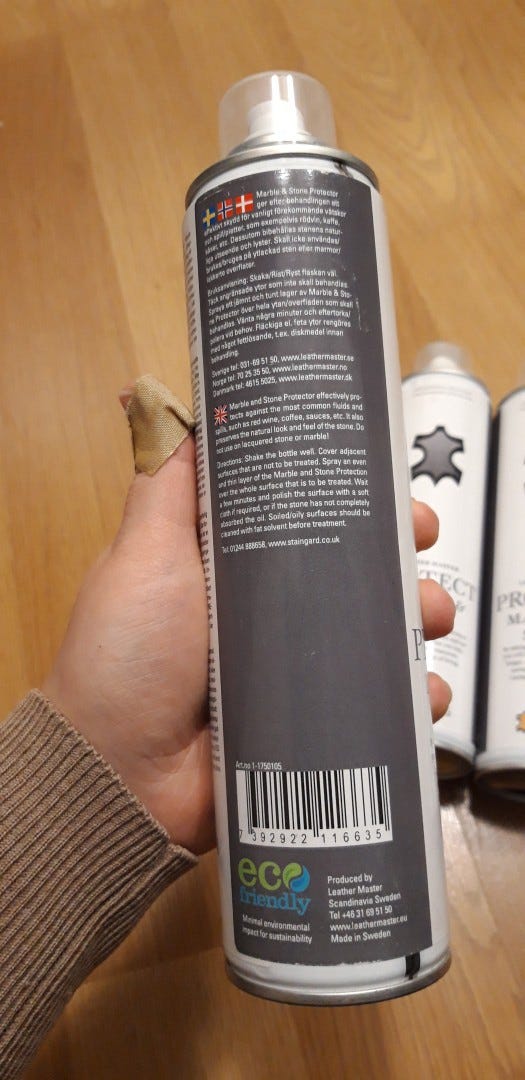 Marble & Stone Protector
ger efter behandlingen ett
effektivt skydd för vanligt förekommande vätskor
och spill/fläckar, som exempelvis rödvin, kaffe,
såser, etc. Dessutom bibehålles stenens natur-
liga utseende och lyster. Skall icke användas/
brukes/bruges på ytlackad sten eller marmor/
lakkerte overflater.
Bruksanvisning: Skaka/Rist/Ryst flaskan väl.
Täck angränsade ytor som inte skall behandlas.
Spraya ett jämnt och tunt lager av Marble & Sto-
ne Protector över hela ytan/overfladen som skall
behandlas. Vänta några minuter och eftertorka/
polera vid behov. Fläckiga el. feta ytor rengöres
med något fettlösande, t.ex. diskmedel innan
behandling.
Sverige tel: 031-69 51 50, www.leathermaster.se
Norge tel: 70 25 35 50, www.leathermaster.no
Danmark tel: 4615 5025, www.leathermaster.dk
Marble and Stone Protector effectively pro-
tects against the most common fluids and
spills, such as red wine, coffee, sauces, etc. It also
preserves the natural look and feel of the stone. Do
not use on lacquered stone or marble!
Directions: Shake the bottle well. Cover adjacent
surfaces that are not to be treated. Spray an even
and thin layer of the Marble and Stone Protection
over the whole surface that is to be treated. Wait
a few minutes and polish the surface with a soft
cloth if required, or if the stone has not completely
absorbed the oil. Soiled/oily surfaces should be
cleaned with fat solvent before treatment.
Tel. 01244 888658, www.staingard.co.uk
Art.no 1-1750105
7 392922 116635
eco
friendly
Minimal environmental
impact for sustainability
Produced by
Leather Master
Scandinavia Sweden
Tel +46 31 69 51 50
www.leathermaster.eu
Made in Sweden
P